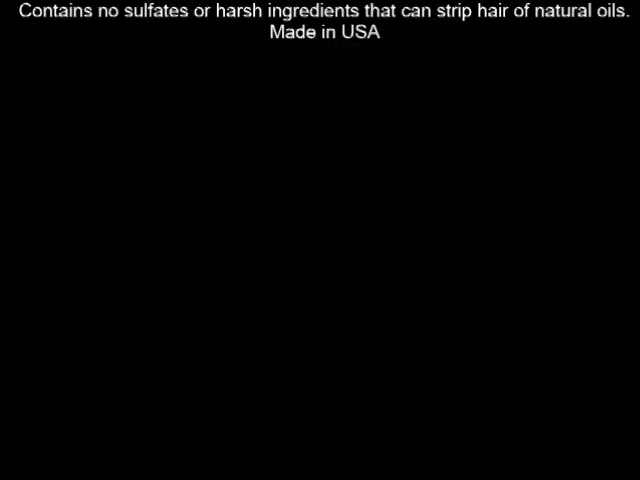 Contains no sulfates or harsh ingredients that can strip hair of natural oils.
Made in USA